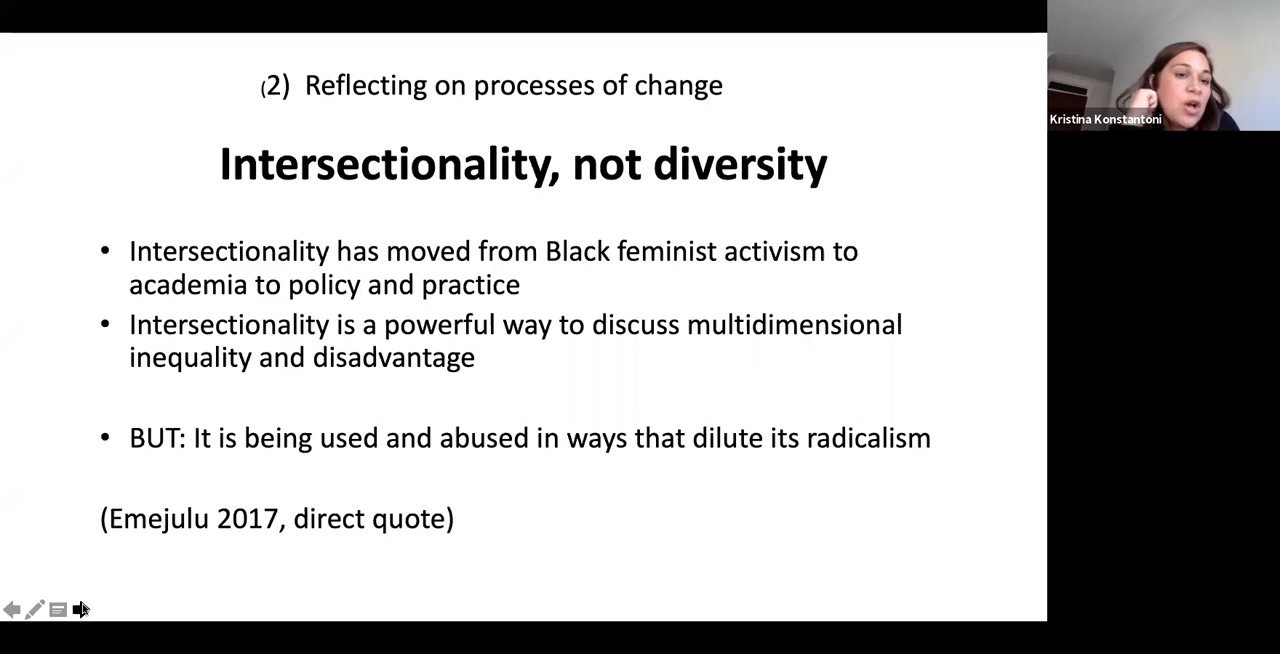 (2) Reflecting on processes of change
Kristina Konstantoni
Intersectionality, not diversity
• Intersectionality has moved from Black feminist activism to
academia to policy and practice
• Intersectionality is a powerful way to discuss multidimensional
inequality and disadvantage
• BUT: It is being used and abused in ways that dilute its radicalism
(Emejulu 2017, direct quote)